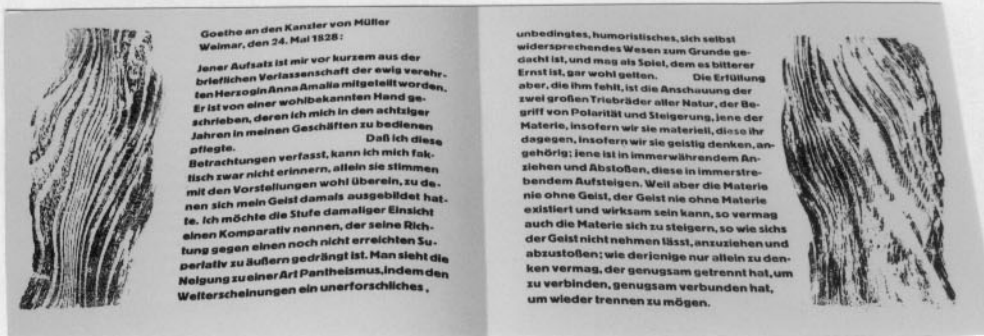 Goethe an den Kanzler von Müller
Weimar, den 24. Mai 1828:
Jener Aufsatz ist mir vor kurzem aus der
brieflichen Verlassenschaft der ewig verehr-
ten Herzogin Anna Amalia mitgeteilt worden.
Er ist von einer wohlbekannten Hand ge-
schrieben, deren ich mich in den achtziger
Jahren in meinen Geschäften zu bedienen
pflegte. Daß ich diese
Betrachtungen verfasst, kann ich mich fak-
tisch zwar nicht erinnern, allein sie stimmen
mit den Vorstellungen wohl überein, zu de-
nen sich mein Geist damals ausgebildet hat-
te. Ich möchte die Stufe damaliger Einsicht
einen Komparativ nennen, der seine Rich-
tung gegen einen noch nicht erreichten Su-
perlativ zu äußern gedrängt ist. Man sieht die
Neigung zu einer Art Pantheismus, indem den
Welterscheinungen ein unerforschliches,
unbedingtes, humoristisches, sich selbst
widersprechendes Wesen zum Grunde ge-
dacht ist, und mag als Spiel, dem es bitterer
Ernst ist, gar wohl gelten. Die Erfüllung
aber, die ihm fehlt, ist die Anschauung der
zwei großen Triebräder aller Natur, der Be-
griff von Polarität und Steigerung, jene der
Materie, insofern wir sie materiell, diese ihr
dagegen, insofern wir sie geistig denken, an-
gehörig; jene ist in immerwährendem An-
ziehen und Abstoßen, diese in immerstre-
bendem Aufsteigen. Weil aber die Materie
nie ohne Geist, der Geist nie ohne Materie
existiert und wirksam sein kann, so vermag
auch die Materie sich zu steigern, so wie sichs
der Geist nicht nehmen lässt, anzuziehen und
abzustoßen; wie derjenige nur allein zu den-
ken vermag, der genugsam getrennt hat, um
zu verbinden, genugsam verbunden hat,
um wieder trennen zu mögen.